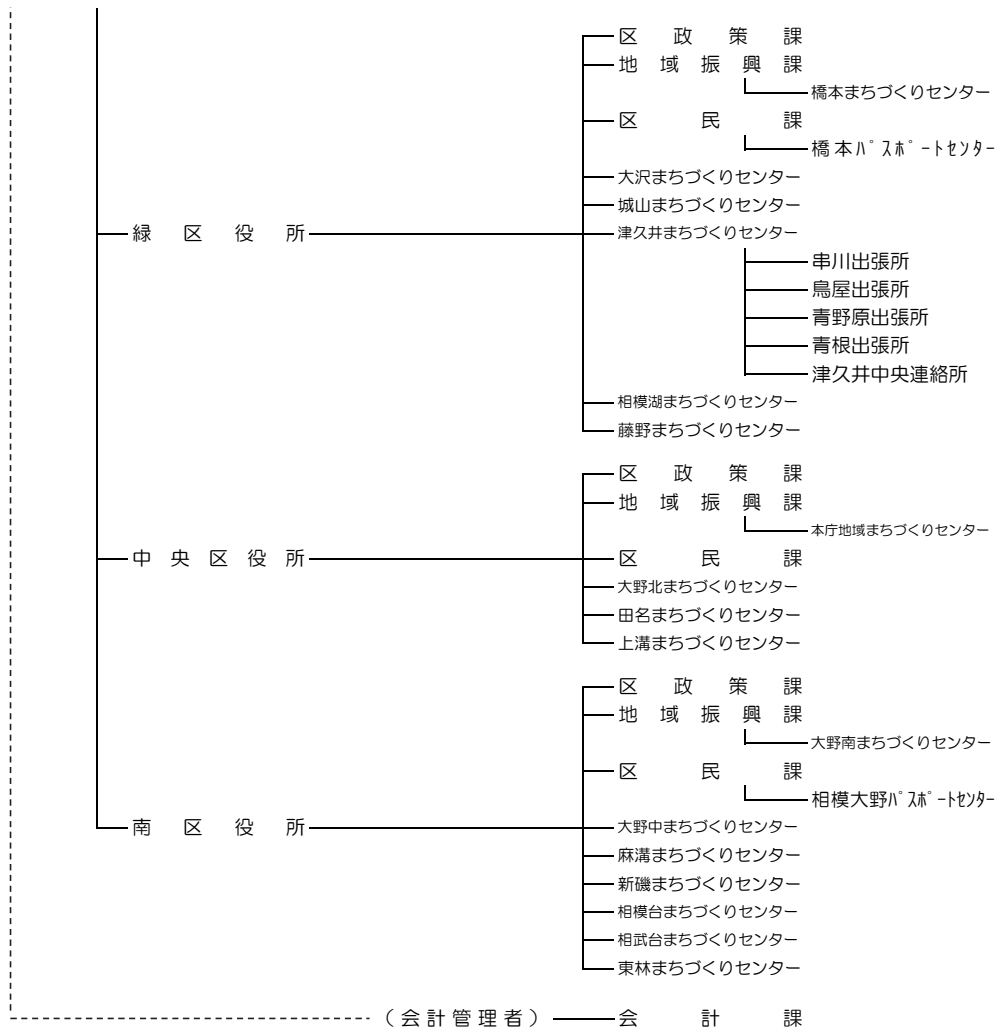 区政策課
地域振興課
橋本まちづくりセンター
区民課
橋本ﾊﾟｽﾎﾟｰﾄｾﾝﾀｰ
大沢まちづくりセンター
城山まちづくりセンター
緑区役所
津久井まちづくりセンター
串川出張所
鳥屋出張所
青野原出張所
青根出張所
津久井中央連絡所
相模湖まちづくりセンター
藤野まちづくりセンター
区政策課
地域振興課
本庁地域まちづくりセンター
中央区役所
区民課
大野北まちづくりセンター
田名まちづくりセンター
上溝まちづくりセンター
区政策課
地域振興課
大野南まちづくりセンター
区民課
相模大野ﾊﾟｽﾎﾟｰﾄｾﾝﾀｰ
南区役所
大野中まちづくりセンター
麻溝まちづくりセンター
新磯まちづくりセンター
相模台まちづくりセンター
相武台まちづくりセンター
東林まちづくりセンター
（会計管理者）
会計課